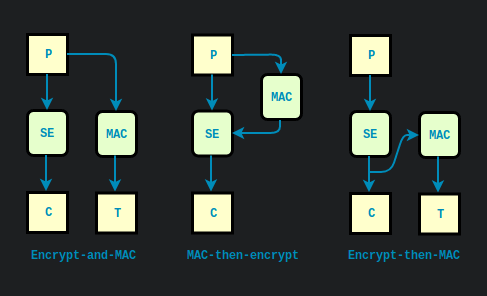 P
SE
MAC
C
T
Encrypt-and-MAC
P
MAC
SE
C
MAC-then-encrypt
P
SE
MAC
C
T
Encrypt-then-MAC